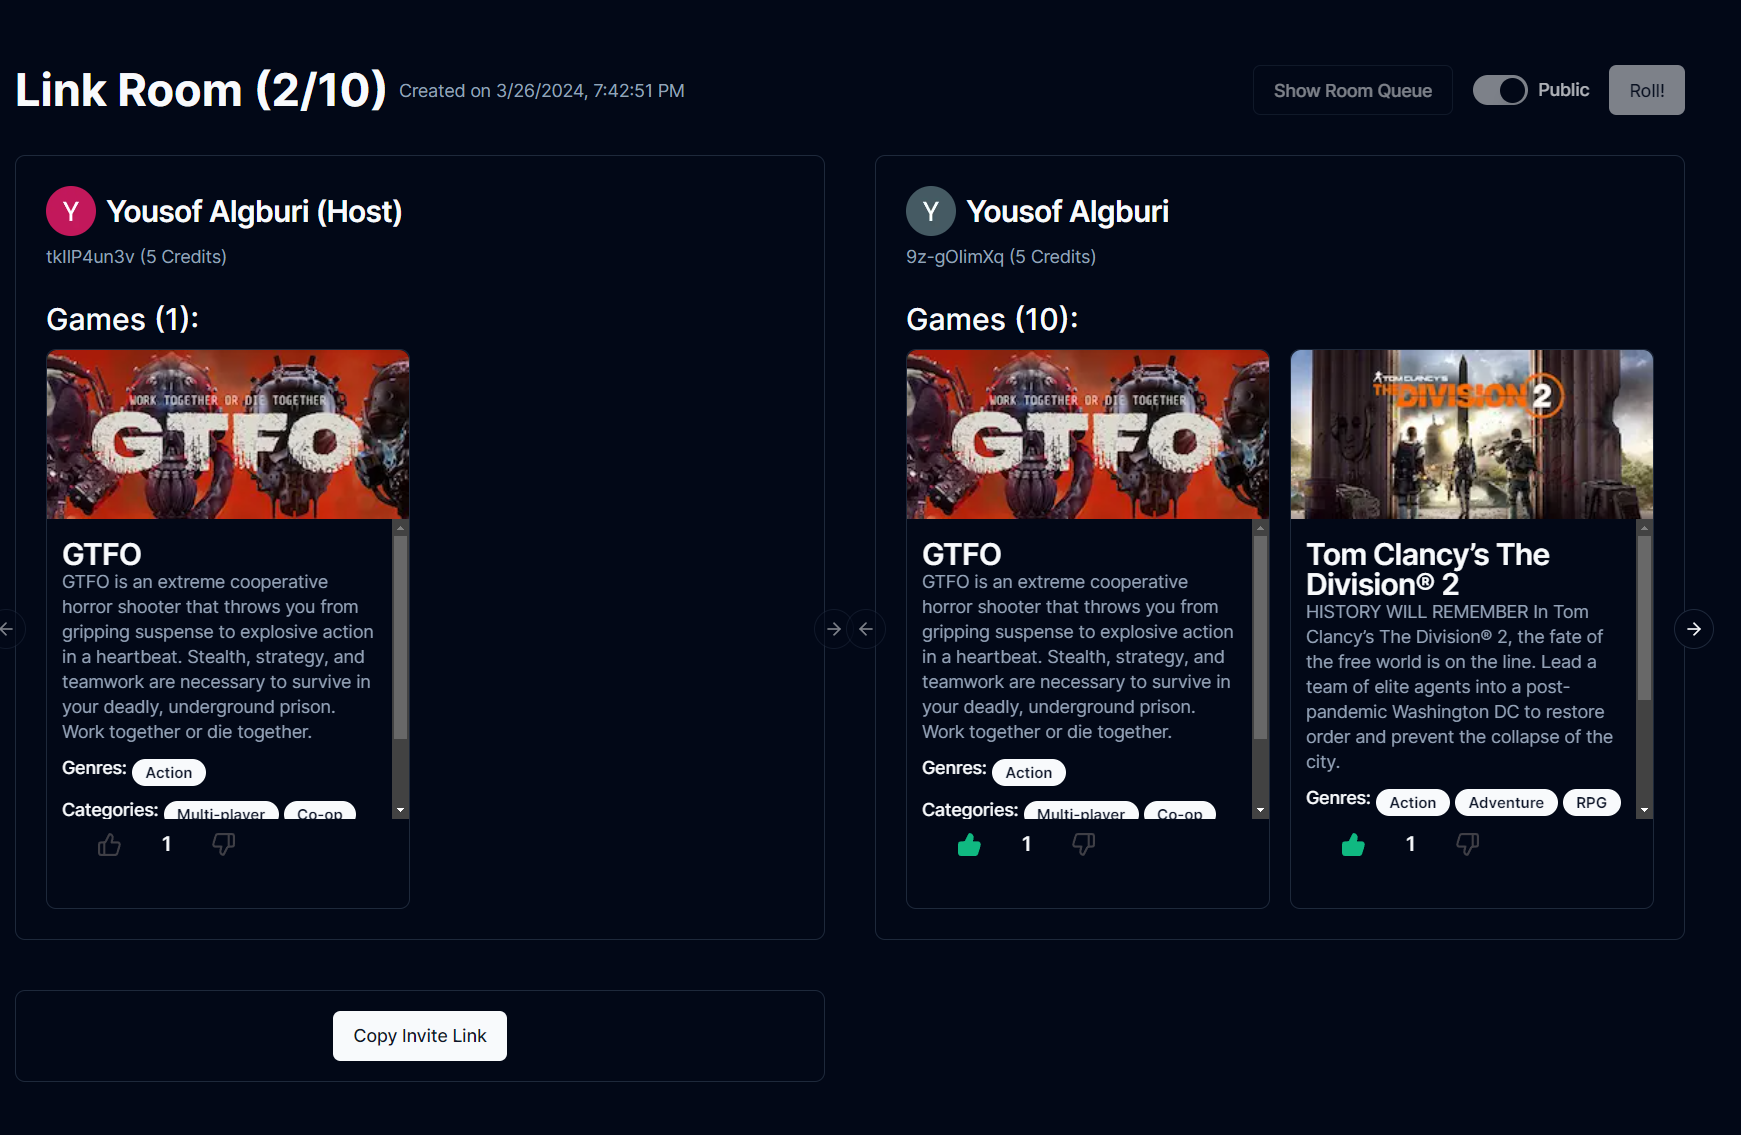 Link Room (2/10) Created on 3/26/2024, 7:42:51 PM
Show Room Queue
Public
Roll!
Y Yousof Algburi (Host)
tkIIP4un3v (5 Credits)
Games (1):
WORK TOGETHER OR DIE TOGETHER
GTFO
GTFO
GTFO is an extreme cooperative
horror shooter that throws you from
gripping suspense to explosive action
in a heartbeat. Stealth, strategy, and
teamwork are necessary to survive in
your deadly, underground prison.
Work together or die together.
Genres: Action
Categories: Multi-player Co-op
1
Y Yousof Algburi
9z-gOlimXq (5 Credits)
Games (10):
WORK TOGETHER OR DIE TOGETHER
GTFO
GTFO
GTFO is an extreme cooperative
horror shooter that throws you from
gripping suspense to explosive action
in a heartbeat. Stealth, strategy, and
teamwork are necessary to survive in
your deadly, underground prison.
Work together or die together.
Genres: Action
Categories: Multi-player Co-op
1
TOM CLANCY'S
THE DIVISION 2
Tom Clancy’s The
Division® 2
HISTORY WILL REMEMBER In Tom
Clancy’s The Division® 2, the fate of
the free world is on the line. Lead a
team of elite agents into a post-
pandemic Washington DC to restore
order and prevent the collapse of the
city.
Genres: Action Adventure RPG
1
Copy Invite Link